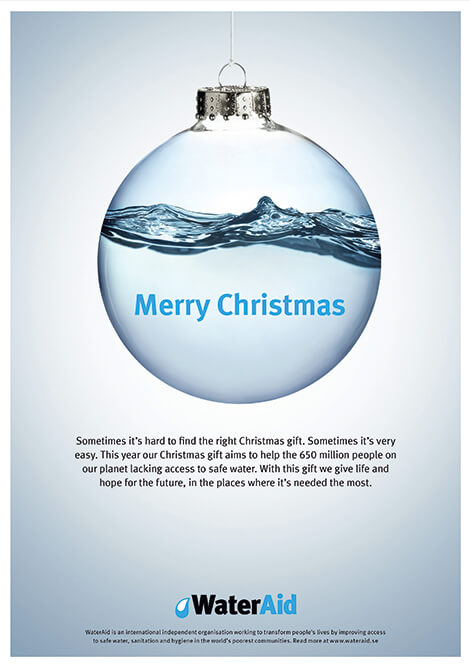 Merry Christmas
Sometimes it's hard to find the right Christmas gift. Sometimes it's very
easy. This year our Christmas gift aims to help the 650 million people on
our planet lacking access to safe water. With this gift we give life and
hope for the future, in the places where it's needed the most.
WaterAid
WaterAid is an international independent organisation working to transform people's lives by improving access
to safe water, sanitation and hygiene in the world's poorest communities. Read more at www.wateraid.se